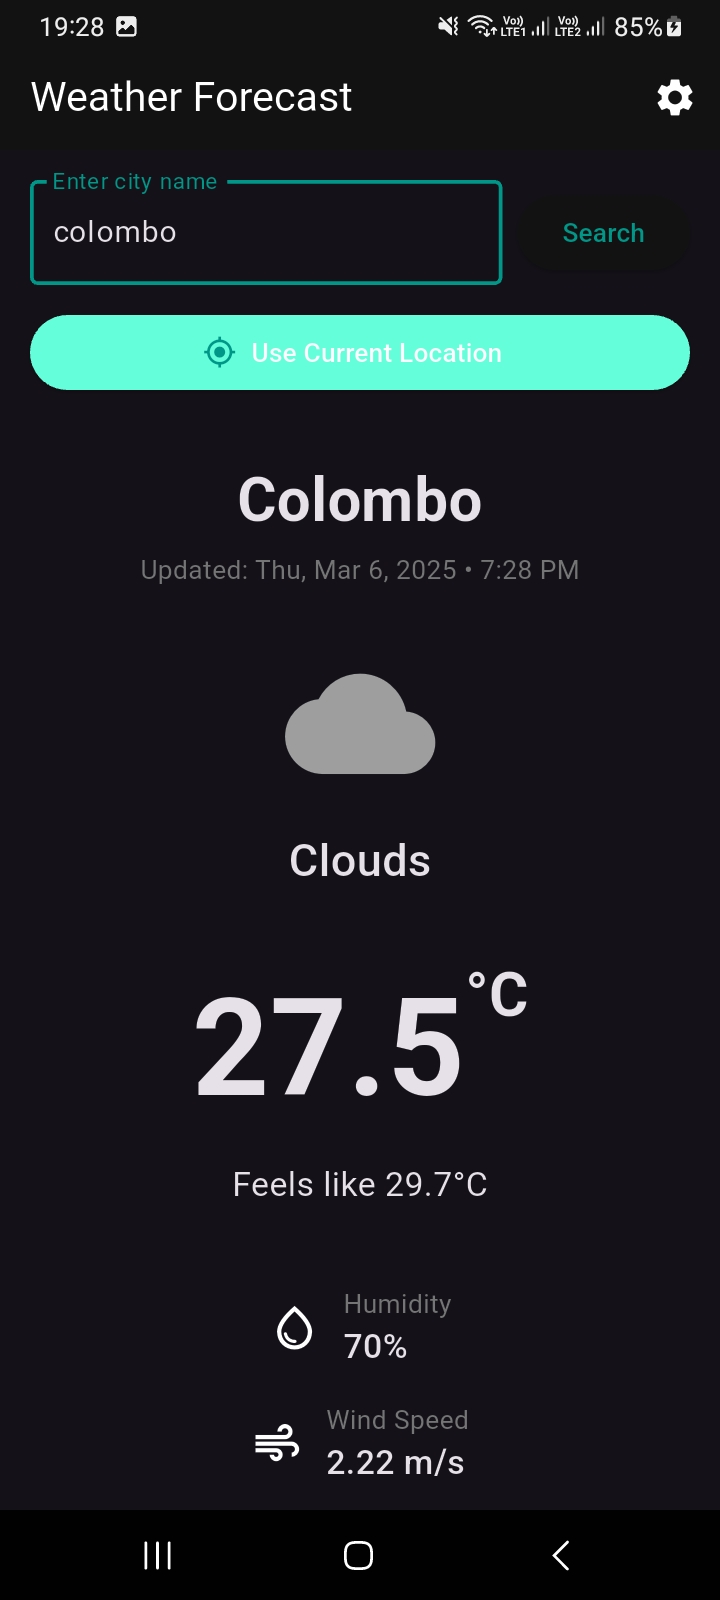 19:28
Vo)) LTE1 Vo)) LTE2 85%
Weather Forecast
Enter city name
colombo
Search
Use Current Location
Colombo
Updated: Thu, Mar 6, 2025 • 7:28 PM
Clouds
27.5°C
Feels like 29.7°C
Humidity
70%
Wind Speed
2.22 m/s